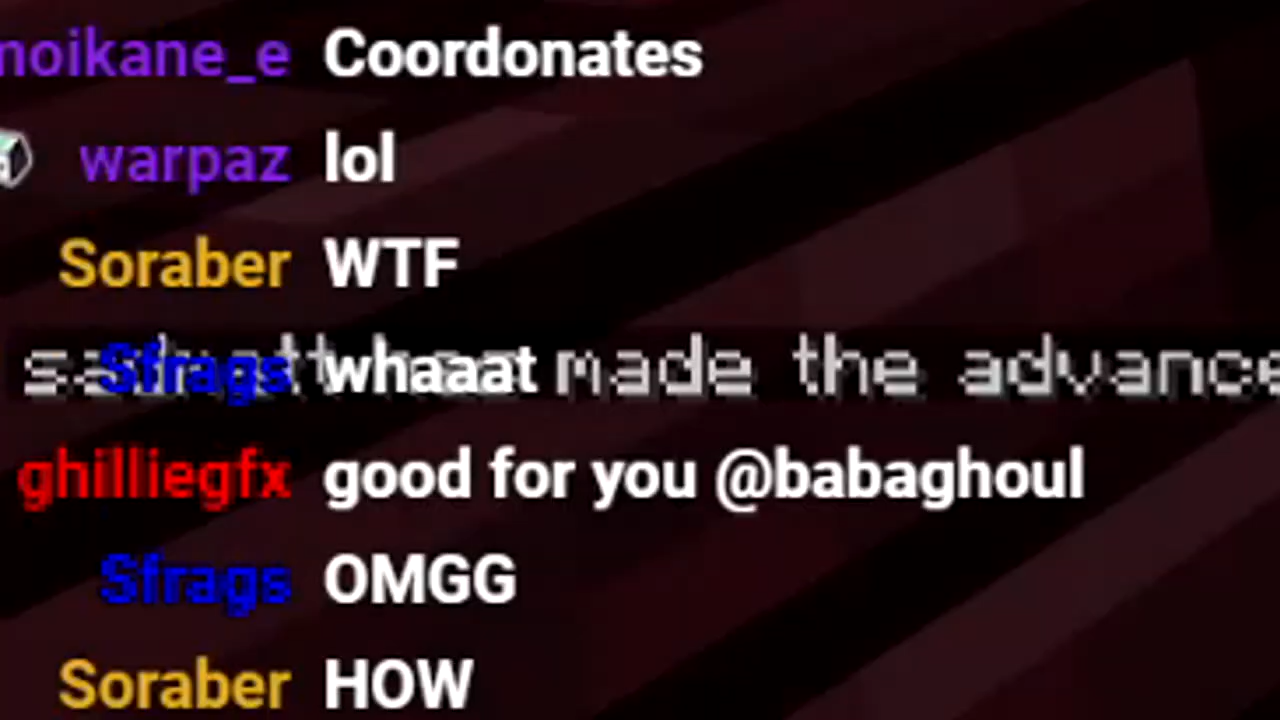 moikane_e Coordonates
warpaz lol
Soraber WTF
Sfrags whaaat
made the advance
ghilliegfx good for you @babaghoul
Sfrags OMGG
Soraber HOW